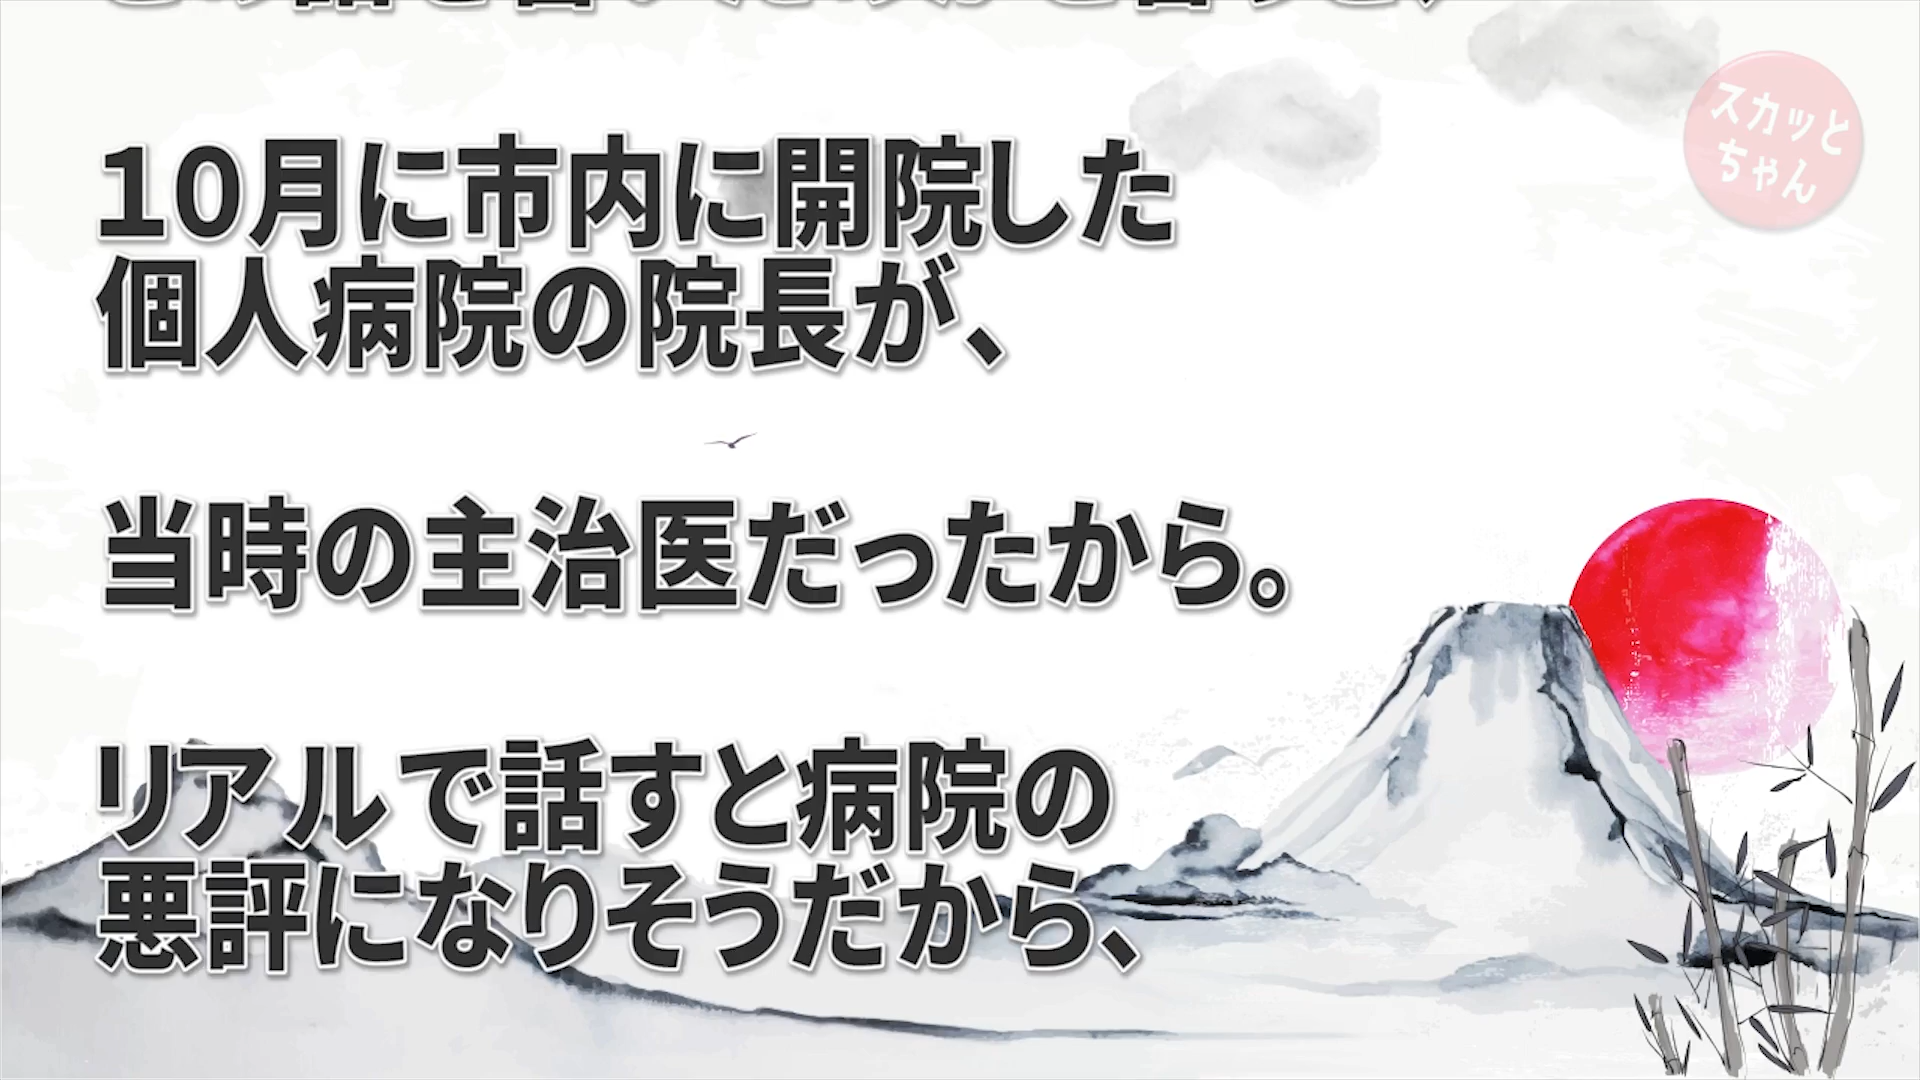 10月に市内に開院した
個人病院の院長が、
当時の主治医だったから。
リアルで話すと病院の
悪評になりそうだから、
スカッと
ちゃん